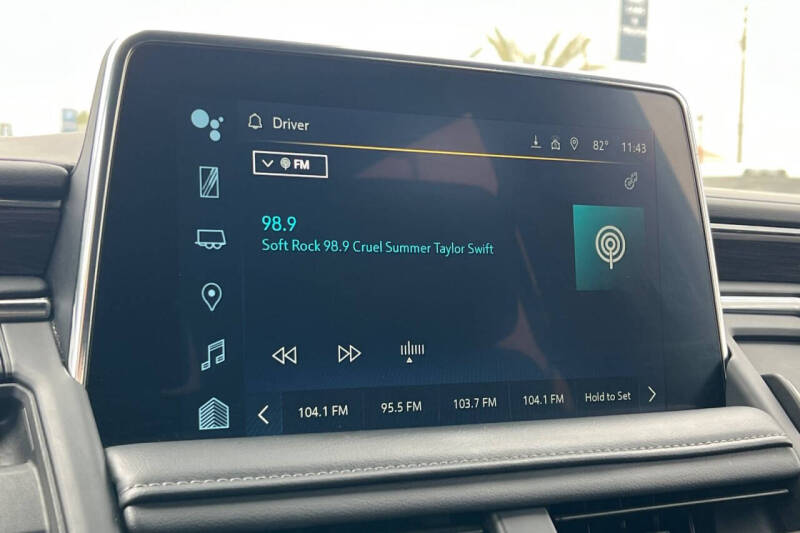 Driver
82° 11:43
FM
98.9
Soft Rock 98.9 Cruel Summer Taylor Swift
104.1 FM 95.5 FM 103.7 FM 104.1 FM Hold to Set